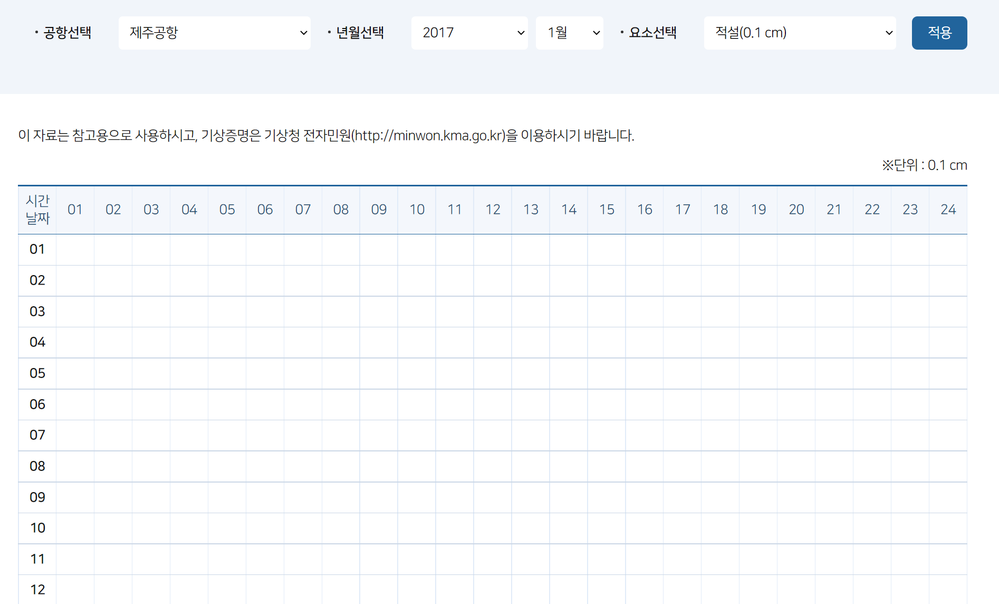 · 공항선택 제주공항 · 년월선택 2017 1월 · 요소선택 적설(0.1 cm) 적용
이 자료는 참고용으로 사용하시고, 기상증명은 기상청 전자민원(http://minwon.kma.go.kr)을 이용하시기 바랍니다.
※단위 : 0.1 cm
시간
날짜 01 02 03 04 05 06 07 08 09 10 11 12 13 14 15 16 17 18 19 20 21 22 23 24
01
02
03
04
05
06
07
08
09
10
11
12